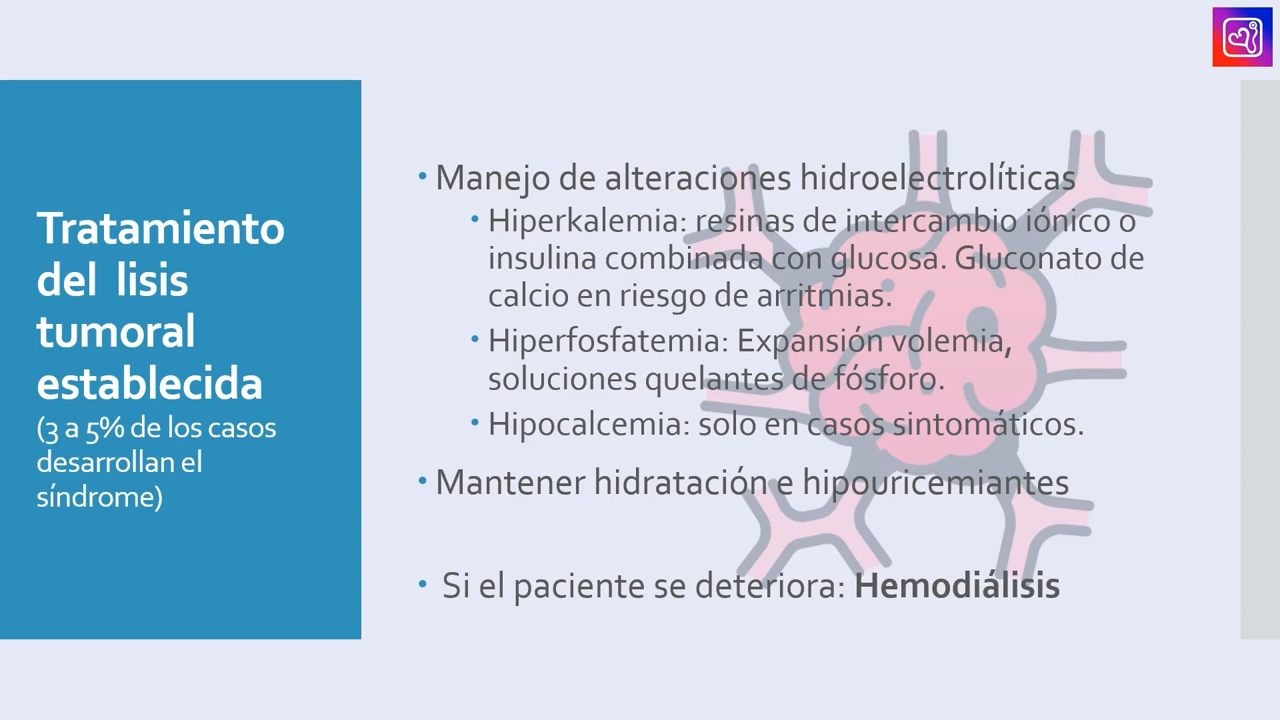 Tratamiento
del lisis
tumoral
establecida
(3 a 5% de los casos
desarrollan el
síndrome)
• Manejo de alteraciones hidroelectrolíticas
• Hiperkalemia: resinas de intercambio iónico o
insulina combinada con glucosa. Gluconato de
calcio en riesgo de arritmias.
• Hiperfosfatemia: Expansión volemia,
soluciones quelantes de fósforo.
• Hipocalcemia: solo en casos sintomáticos.
• Mantener hidratación e hipouricemiantes
• Si el paciente se deteriora: Hemodiálisis